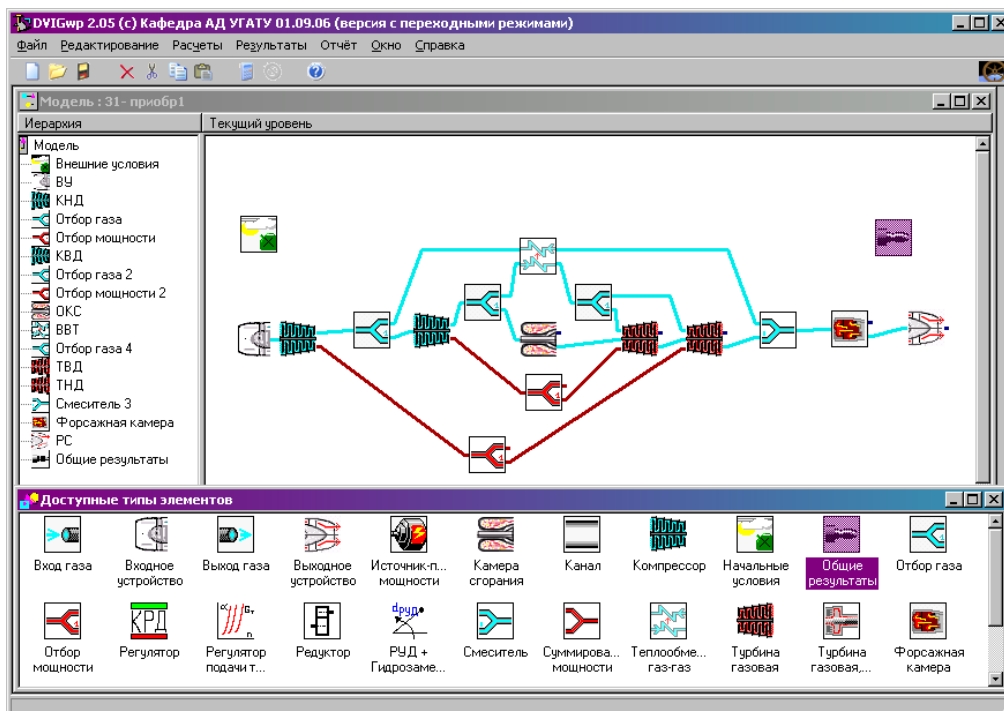 DVIGwp 2.05 (c) Кафедра АД УГАТУ 01.09.06 (версия с переходными режимами)
Файл Редактирование Расчеты Результаты Отчёт Окно Справка
Модель : 31- приобр1
Иерархия
Текущий уровень
Модель
Внешние условия
ВУ
КНД
Отбор газа
Отбор мощности
КВД
Отбор газа 2
Отбор мощности 2
ОКС
ВВТ
Отбор газа 4
ТВД
ТНД
Смеситель 3
Форсажная камера
РС
Общие результаты
Доступные типы элементов
Вход газа
Входное устройство
Выход газа
Выходное устройство
Источник-п... мощности
Камера сгорания
Канал
Компрессор
Начальные условия
Общие результаты
Отбор газа
КРД
α Gт n
dруд
Отбор мощности
Регулятор
Регулятор подачи т...
Редуктор
РУД + Гидрозаме...
Смеситель
Суммирова... мощности
Теплообме... газ-газ
Турбина газовая
Турбина газовая,...
Форсажная камера